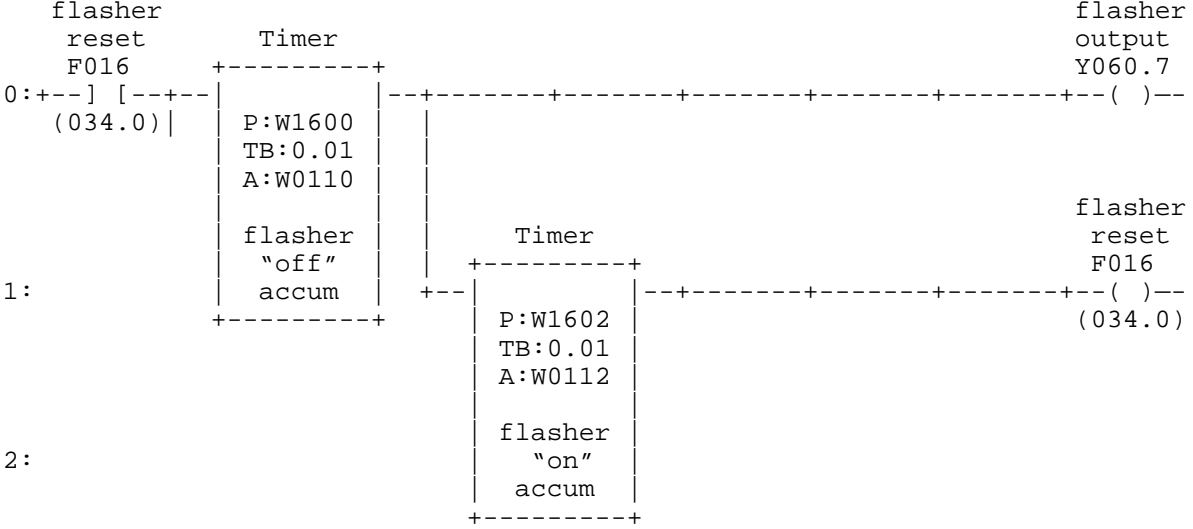 flasher flasher
reset Timer output
F016 +---------+ Y060.7
0:+--] [--+--| |--+-------+-------+-------+-------+-------+--( )--
(034.0)| | P:W1600 | |
| TB:0.01 | |
| A:W0110 | |
| | | flasher
| flasher | | Timer reset
| “off” | | +---------+ F016
1: | accum | +--| |--+-------+-------+-------+--( )--
+---------+ | P:W1602 | (034.0)
| TB:0.01 |
| A:W0112 |
| |
| flasher |
2: | “on” |
| accum |
+---------+